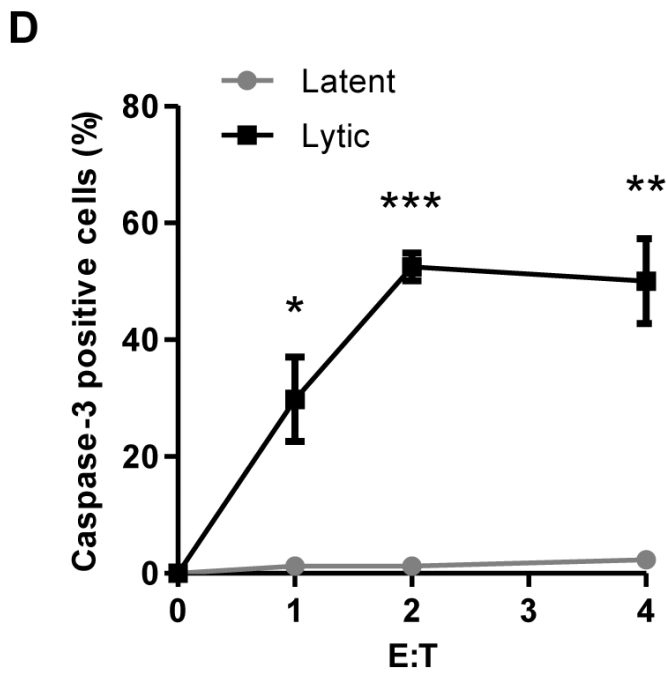 D
Latent
Lytic
Caspase-3 positive cells (%)
80
60
40
20
0
*
***
**
0 1 2 3 4
E:T